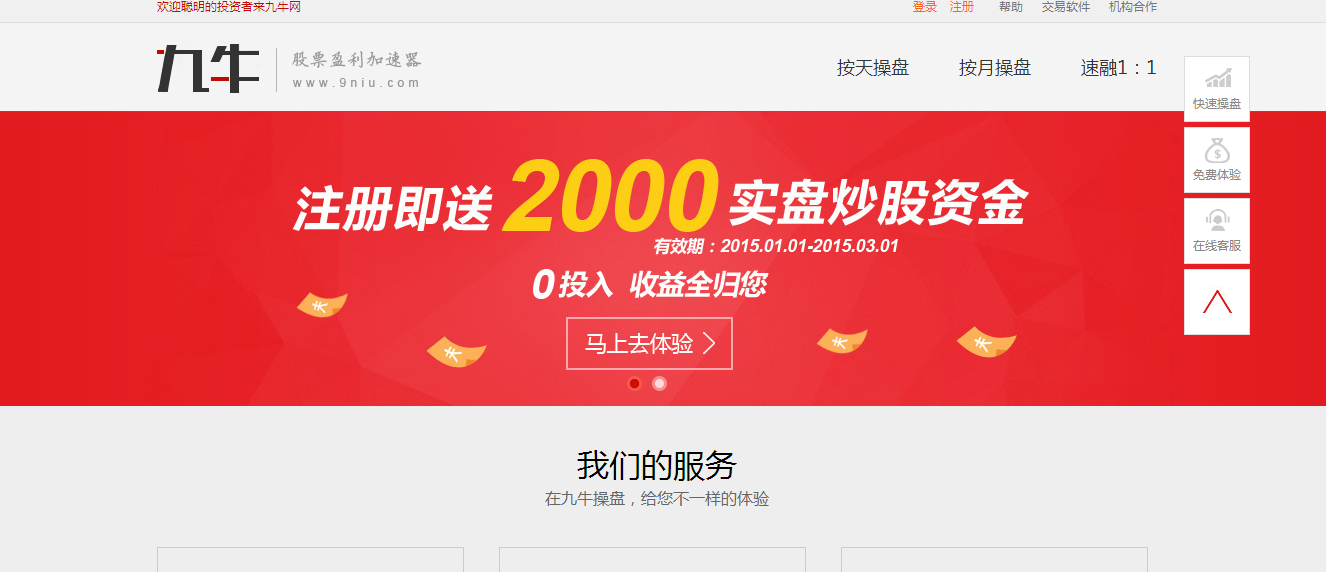 欢迎聪明的投资者来九牛网
登录 注册 帮助 交易软件 机构合作
九牛
股票盈利加速器
www.9niu.com
按天操盘 按月操盘 速融1：1
快速操盘
免费体验
在线客服
注册即送2000实盘炒股资金
有效期：2015.01.01-2015.03.01
0投入 收益全归您
马上去体验
我们的服务
在九牛操盘，给您不一样的体验